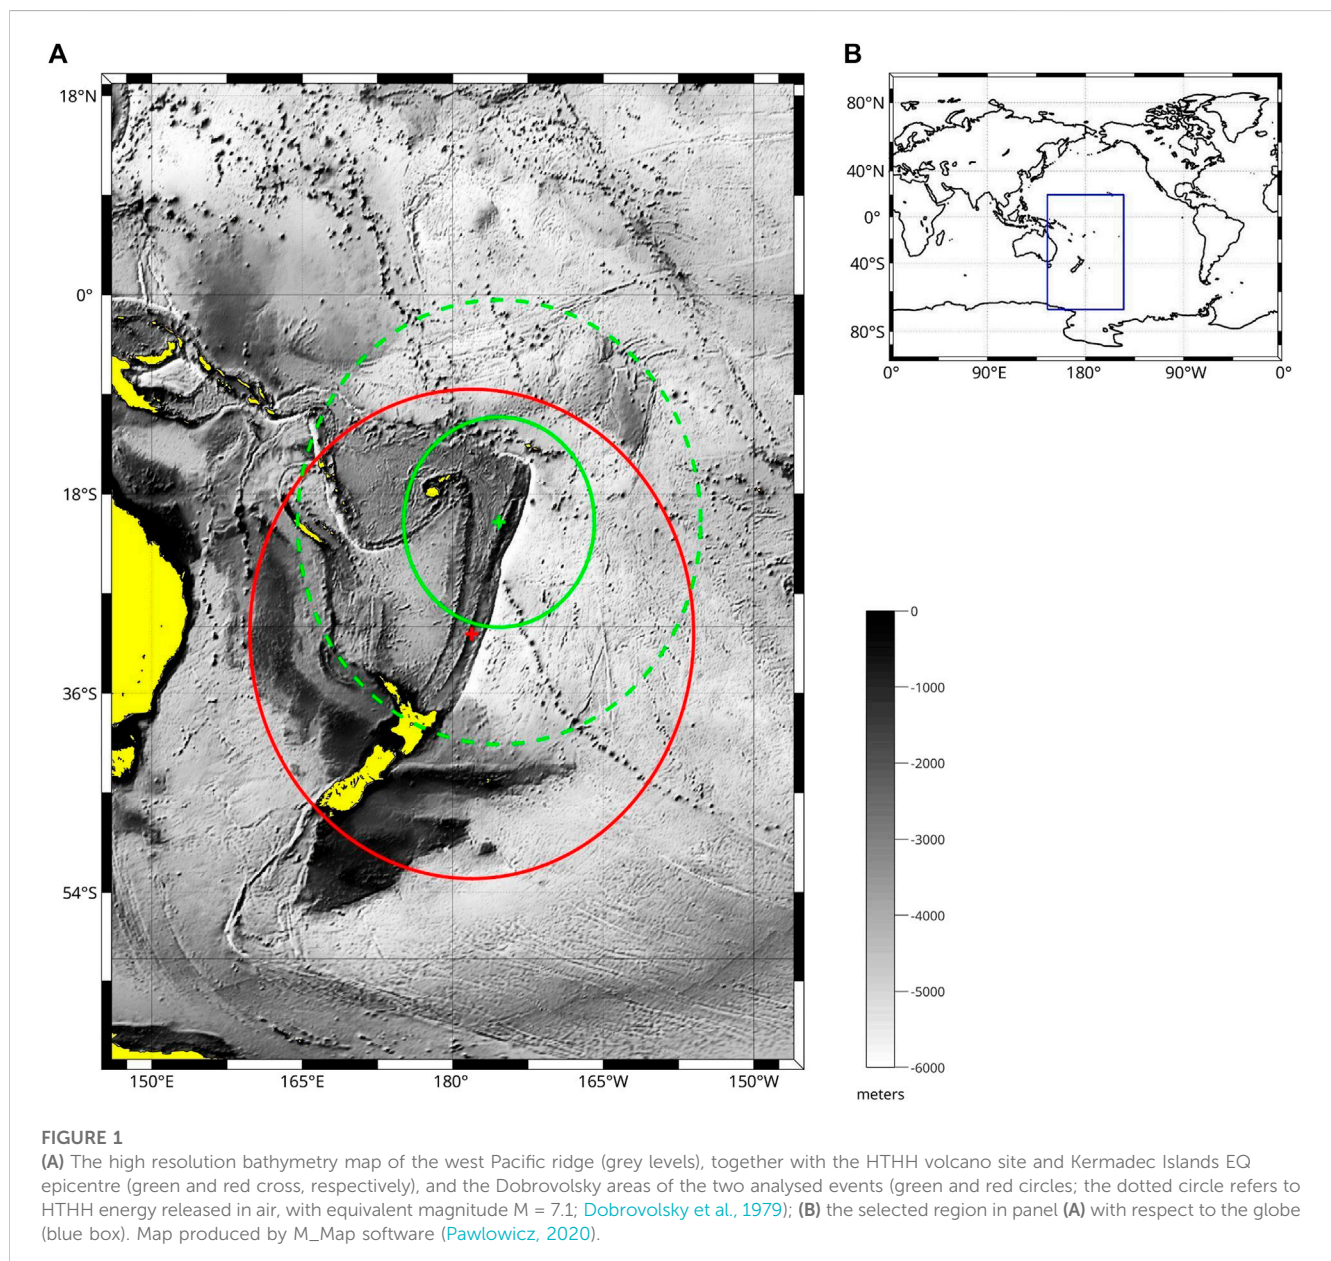 A
B
18°N
0°
18°S
36°S
54°S
150°E
165°E
180°
165°W
150°W
80°N
40°N
0°
40°S
80°S
0°
90°E
180°
90°W
0°
0
-1000
-2000
-3000
-4000
-5000
-6000
meters
FIGURE 1
(A) The high resolution bathymetry map of the west Pacific ridge (grey levels), together with the HTHH volcano site and Kermadec Islands EQ
epicentre (green and red cross, respectively), and the Dobrovolsky areas of the two analysed events (green and red circles; the dotted circle refers to
HTHH energy released in air, with equivalent magnitude M = 7.1; Dobrovolsky et al., 1979); (B) the selected region in panel (A) with respect to the globe
(blue box). Map produced by M_Map software (Pawlowicz, 2020).